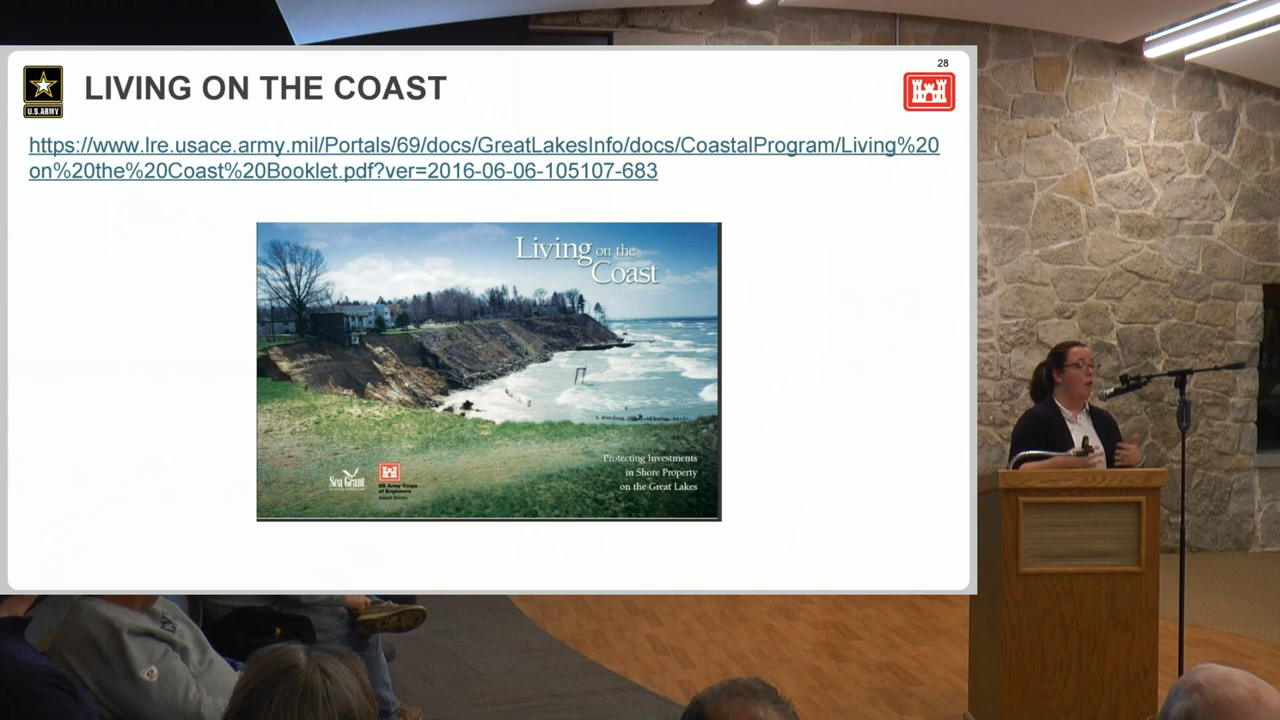 28
LIVING ON THE COAST
U.S.ARMY
https://www.lre.usace.army.mil/Portals/69/docs/GreatLakesInfo/docs/CoastalProgram/Living%20
on%20the%20Coast%20Booklet.pdf?ver=2016-06-06-105107-683
Living on the
Coast
Protecting Investments
in Shore Property
on the Great Lakes
Sea Grant
US Army Corps
of Engineers